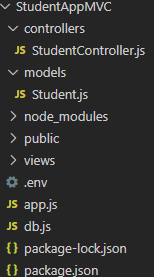 StudentAppMVC
controllers
JS StudentController.js
models
JS Student.js
node_modules
public
views
.env
JS app.js
JS db.js
{} package-lock.json
{} package.json